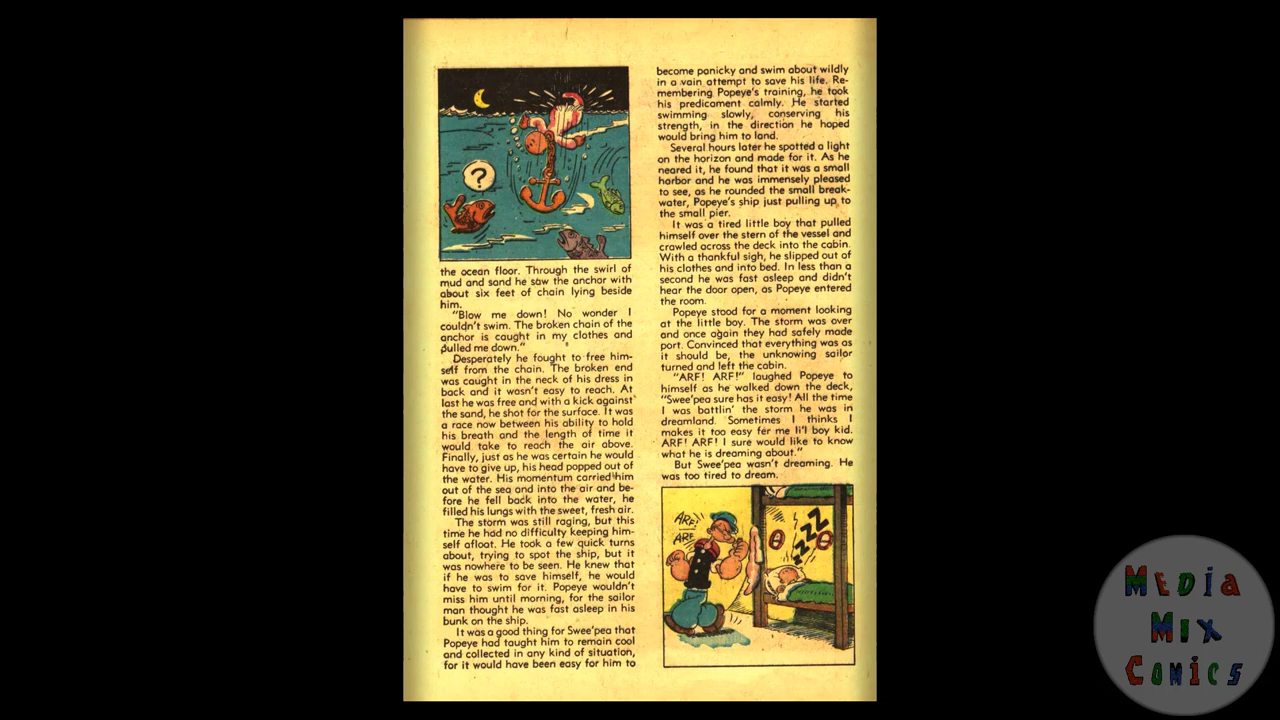 ?
the ocean floor. Through the swirl of
mud and sand he saw the anchor with
about six feet of chain lying beside
him.
"Blow me down! No wonder I
couldn't swim. The broken chain of the
anchor is caught in my clothes and
pulled me down."
Desperately he fought to free him-
self from the chain. The broken end
was caught in the neck of his dress in
back and it wasn't easy to reach. At
last he was free and with a kick against
the sand, he shot for the surface. It was
a race now between his ability to hold
his breath and the length of time it
would take to reach the air above.
Finally, just as he was certain he would
have to give up, his head popped out of
the water. His momentum carried him
out of the sea and into the air and be-
fore he fell back into the water, he
filled his lungs with the sweet, fresh air.
The storm was still raging, but this
time he had no difficulty keeping him-
self afloat. He took a few quick turns
about, trying to spot the ship, but it
was nowhere to be seen. He knew that
if he was to save himself, he would
have to swim for it. Popeye wouldn't
miss him until morning, for the sailor
man thought he was fast asleep in his
bunk on the ship.
It was a good thing for Swee'pea that
Popeye had taught him to remain cool
and collected in any kind of situation,
for it would have been easy for him to
become panicky and swim about wildly
in a vain attempt to save his life. Re-
membering Popeye's training, he took
his predicament calmly. He started
swimming slowly, conserving his
strength, in the direction he hoped
would bring him to land.
Several hours later he spotted a light
on the horizon and made for it. As he
neared it, he found that it was a small
harbor and he was immensely pleased
to see, as he rounded the small break-
water, Popeye's ship just pulling up to
the small pier.
It was a tired little boy that pulled
himself over the stern of the vessel and
crawled across the deck into the cabin.
With a thankful sigh, he slipped out of
his clothes and into bed. In less than a
second he was fast asleep and didn't
hear the door open, as Popeye entered
the room.
Popeye stood for a moment looking
at the little boy. The storm was over
and once again they had safely made
port. Convinced that everything was as
it should be, the unknowing sailor
turned and left the cabin.
"ARF! ARF!" laughed Popeye to
himself as he walked down the deck,
"Swee'pea sure has it easy! All the time
I was battlin' the storm he was in
dreamland. Sometimes I thinks I
makes it too easy fer me li'l boy kid.
ARF! ARF! I sure would like to know
what he is dreaming about."
But Swee'pea wasn't dreaming. He
was too tired to dream.
ARF!
ARF
ZZZZ
MEDIA
MIX
COMICS